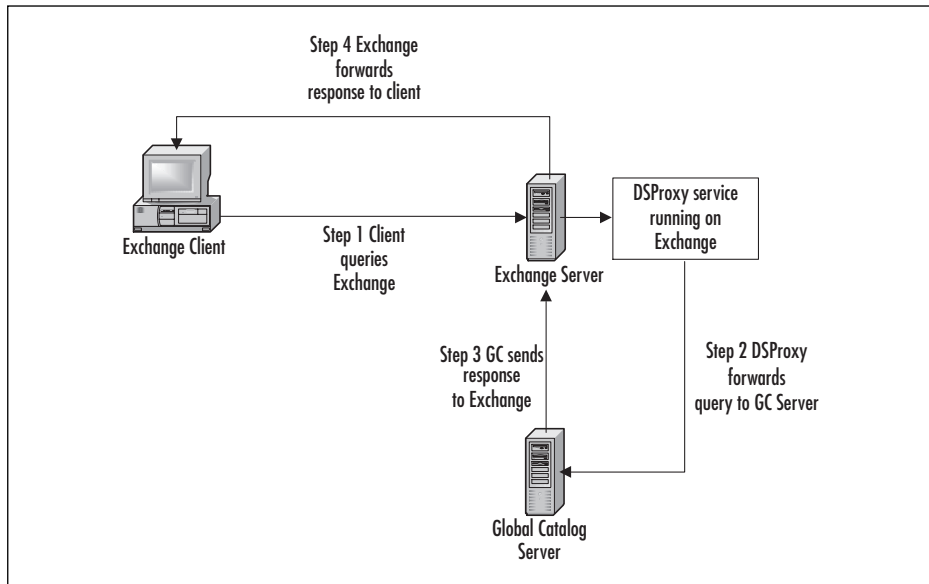 Step 4 Exchange
forwards
response to client
Exchange Client
Step 1 Client
queries
Exchange
Exchange Server
DSProxy service
running on
Exchange
Step 3 GC sends
response
to Exchange
Step 2 DSProxy
forwards
query to GC Server
Global Catalog
Server